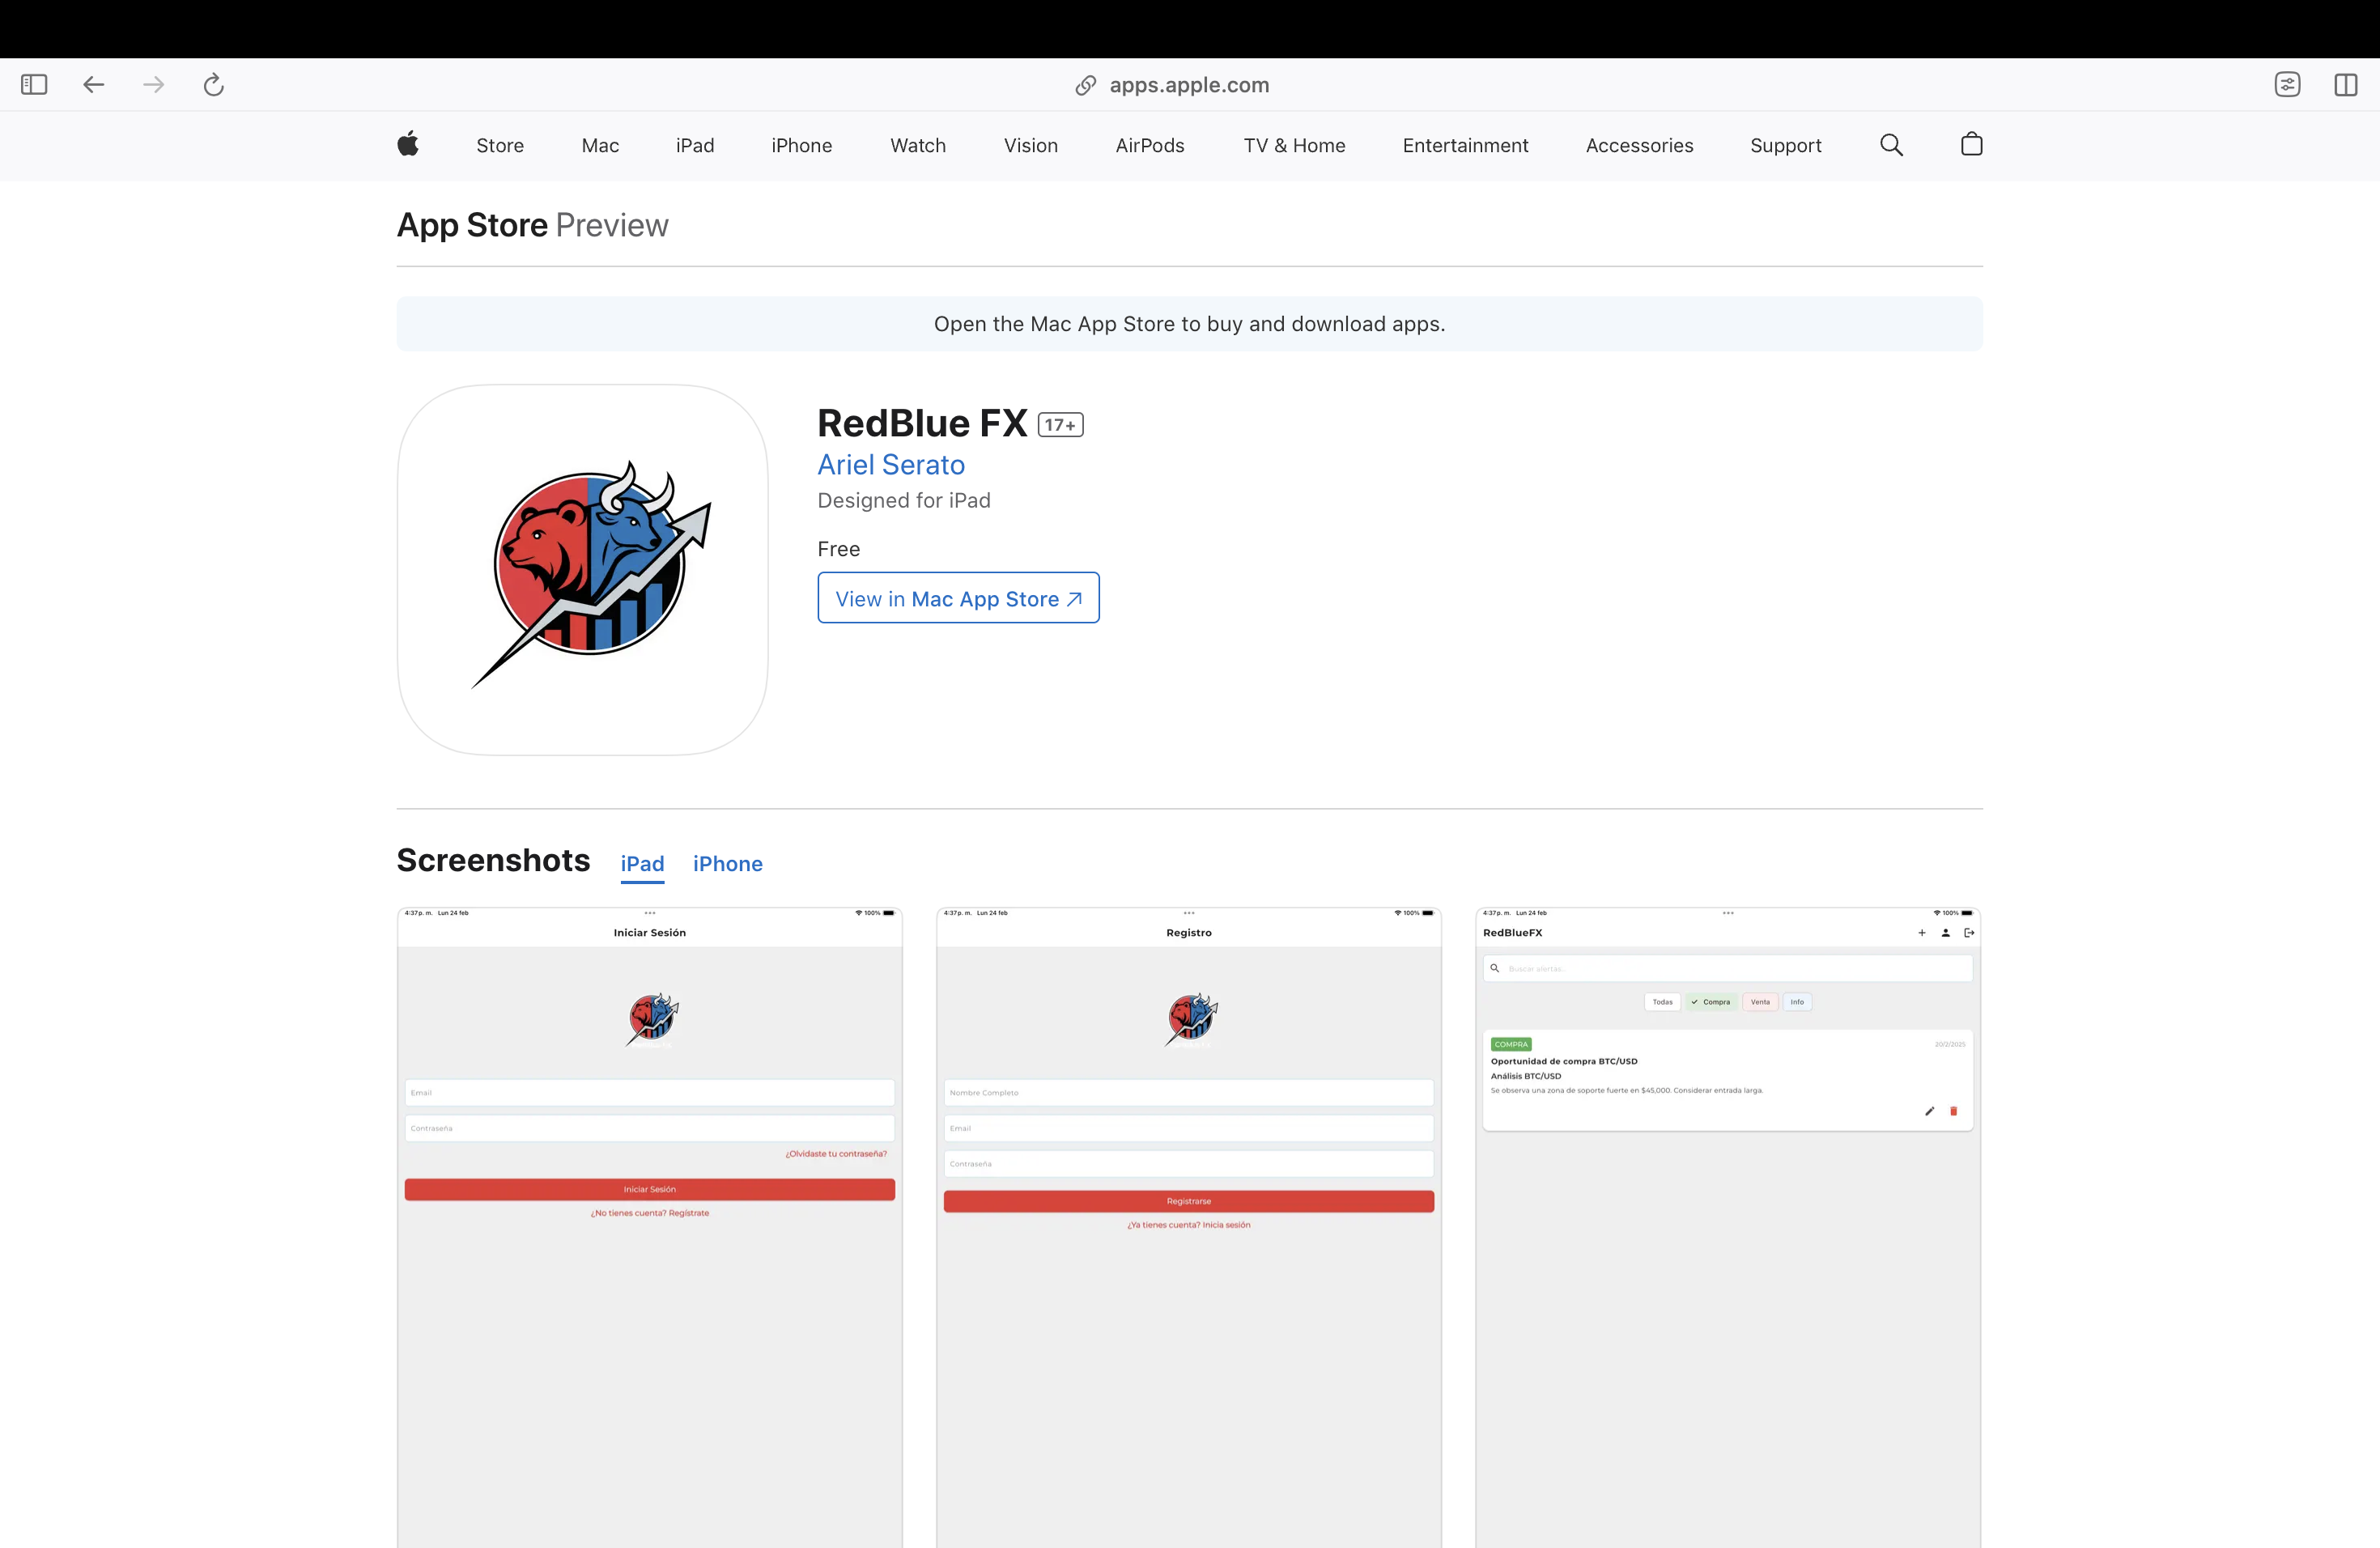 apps.apple.com
Store Mac iPad iPhone Watch Vision AirPods TV & Home Entertainment Accessories Support
App Store Preview
Open the Mac App Store to buy and download apps.
RedBlue FX 17+
Ariel Serato
Designed for iPad
Free
View in Mac App Store
Screenshots iPad iPhone
4:37 p. m. Lun 24 feb 100%
Iniciar Sesión
Email
Contraseña
¿Olvidaste tu contraseña?
Iniciar Sesión
¿No tienes cuenta? Regístrate
4:37 p. m. Lun 24 feb 100%
Registro
Nombre Completo
Email
Contraseña
Registrarse
¿Ya tienes cuenta? Inicia sesión
4:37 p. m. Lun 24 feb 100%
RedBlueFX
Buscar alertas...
Todas Compra Venta Info
COMPRA 20/2/2025
Oportunidad de compra BTC/USD
Análisis BTC/USD
Se observa una zona de soporte fuerte en $45,000. Considerar entrada larga.